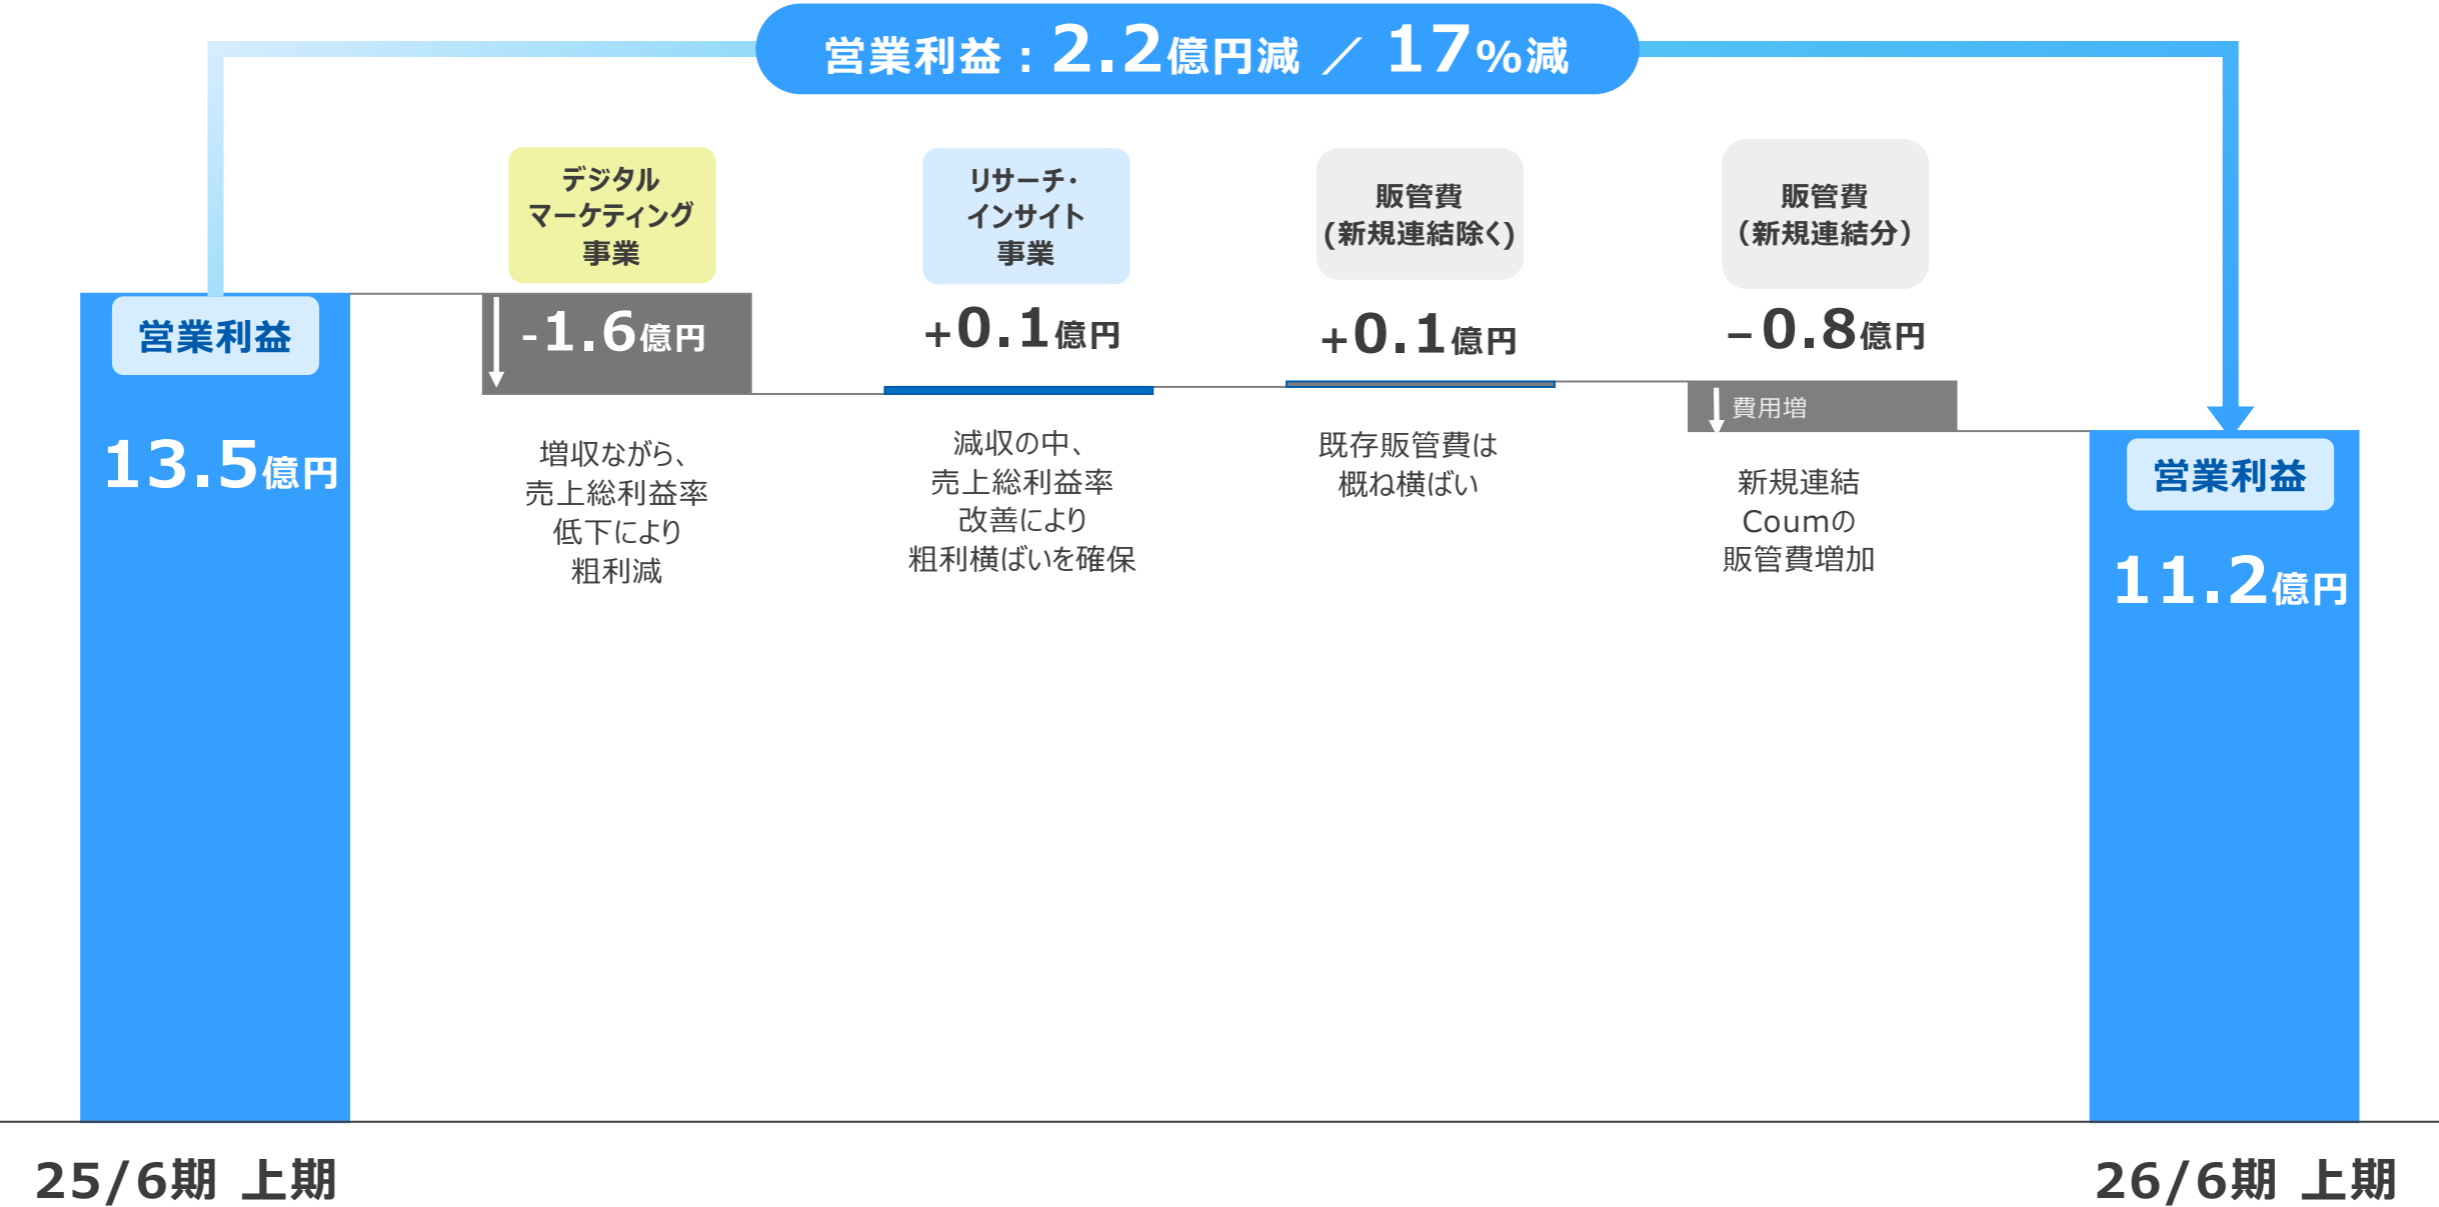 営業利益：2.2億円減 ／ 17%減
デジタル
マーケティング
事業
リサーチ・
インサイト
事業
販管費
(新規連結除く)
販管費
（新規連結分）
営業利益
-1.6億円
+0.1億円
+0.1億円
－0.8億円
費用増
13.5億円
増収ながら、
売上総利益率
低下により
粗利減
減収の中、
売上総利益率
改善により
粗利横ばいを確保
既存販管費は
概ね横ばい
新規連結
Coumの
販管費増加
営業利益
11.2億円
25/6期 上期
26/6期 上期